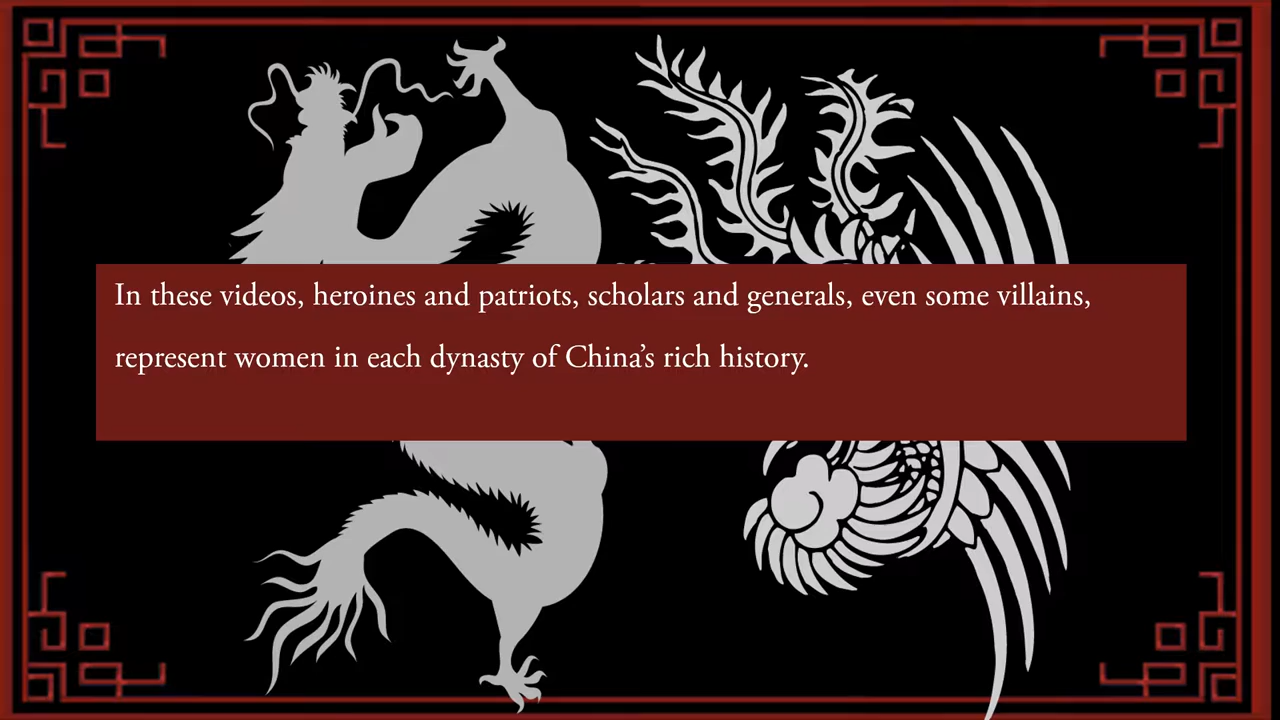 In these videos, heroines and patriots, scholars and generals, even some villains,
represent women in each dynasty of China’s rich history.